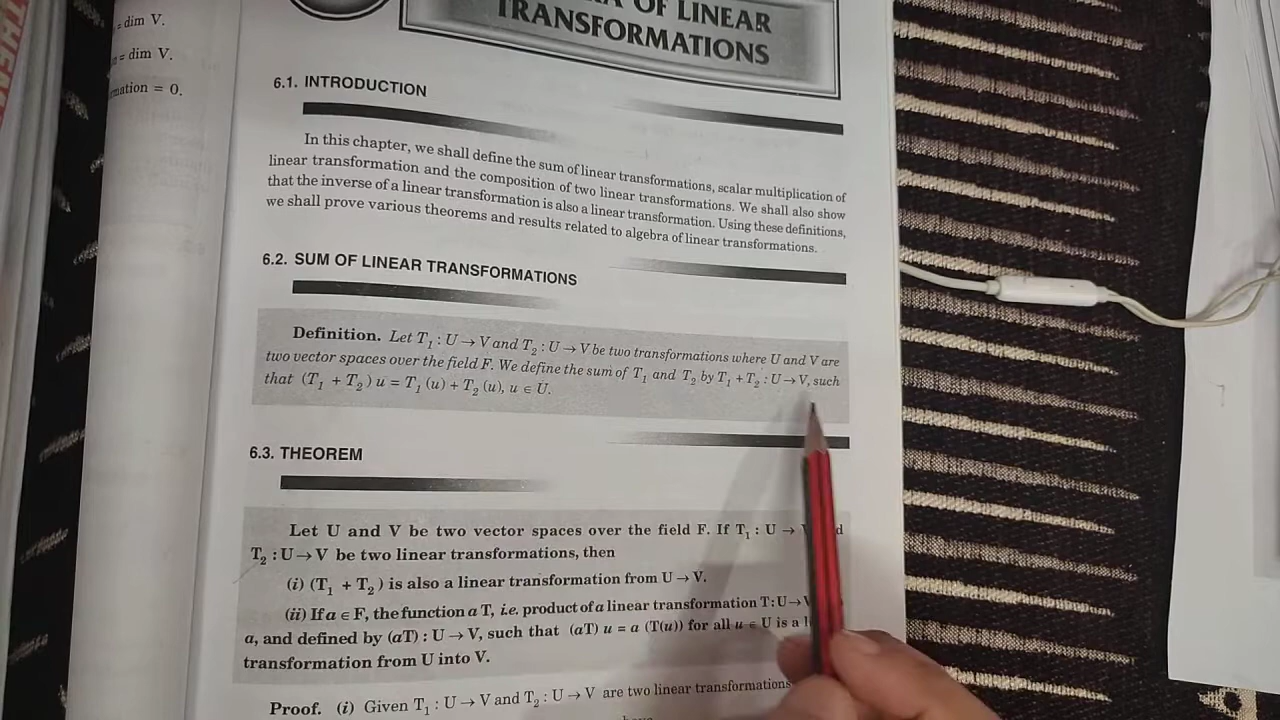 = dim V.
= dim V.
mation = 0.
OF LINEAR
TRANSFORMATIONS
6.1. INTRODUCTION
In this chapter, we shall define the sum of linear transformations, scalar multiplication of
linear transformation and the composition of two linear transformations. We shall also show
that the inverse of a linear transformation is also a linear transformation. Using these definitions,
we shall prove various theorems and results related to algebra of linear transformations.
6.2. SUM OF LINEAR TRANSFORMATIONS
Definition. Let T₁ : U → V and T₂ : U → V be two transformations where U and V are
two vector spaces over the field F. We define the sum of T₁ and T₂ by T₁ + T₂ : U → V, such
that (T₁ + T₂) u = T₁ (u) + T₂ (u), u ∈ U.
6.3. THEOREM
Let U and V be two vector spaces over the field F. If T₁ : U →
T₂ : U → V be two linear transformations, then
(i) (T₁ + T₂) is also a linear transformation from U → V.
(ii) If a ∈ F, the function a T, i.e. product of a linear transformation T : U → V
a, and defined by (aT) : U → V, such that (aT) u = a (T(u)) for all u ∈ U is a
transformation from U into V.
Proof. (i) Given T₁ : U → V and T₂ : U → V are two linear transformations